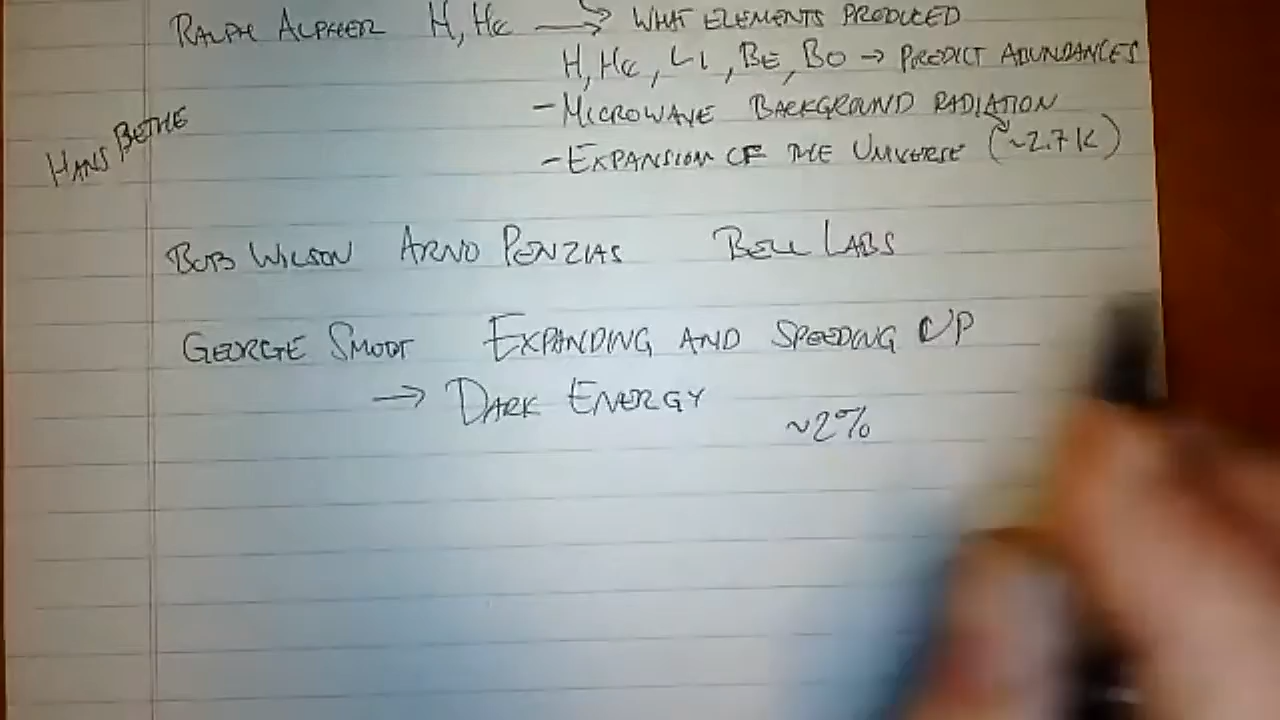 RALPH ALPHER H, He → WHAT ELEMENTS PRODUCED
H, He, LI, BE, BO → PREDICT ABUNDANCES
- MICROWAVE BACKGROUND RADIATION
HANS BETHE
- EXPANSION OF THE UNIVERSE (~2.7K)
BOB WILSON ARNO PENZIAS BELL LABS
GEORGE SMOOT EXPANDING AND SPEEDING UP
→ DARK ENERGY
~2%